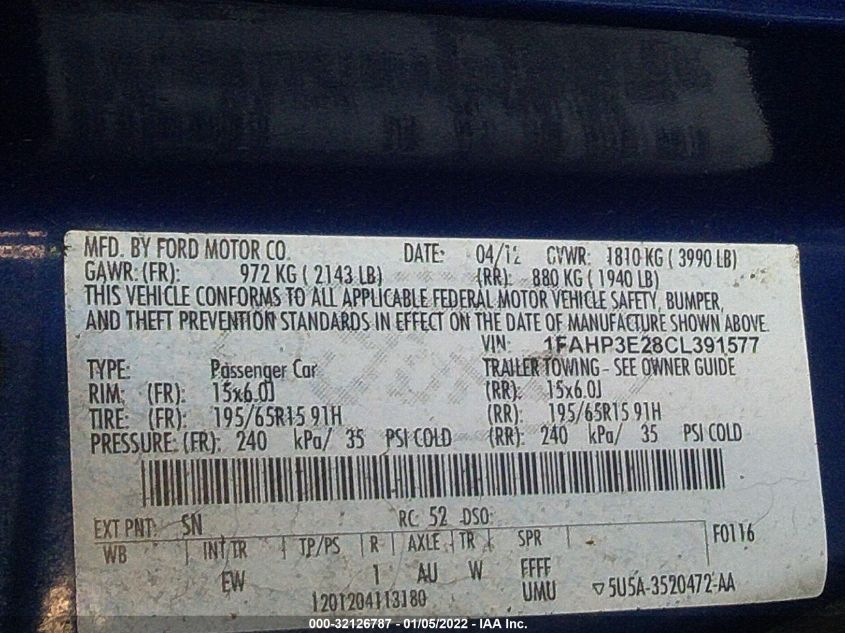 MFD. BY FORD MOTOR CO. DATE: 04/12 GVWR: 1810 KG ( 3990 LB)
GAWR: (FR): 972 KG ( 2143 LB) (RR): 880 KG ( 1940 LB)
THIS VEHICLE CONFORMS TO ALL APPLICABLE FEDERAL MOTOR VEHICLE SAFETY, BUMPER,
AND THEFT PREVENTION STANDARDS IN EFFECT ON THE DATE OF MANUFACTURE SHOWN ABOVE.
VIN: 1FAHP3E28CL391577
TYPE: Passenger Car TRAILER TOWING - SEE OWNER GUIDE
RIM: (FR): 15x6.0J (RR): 15x6.0J
TIRE: (FR): 195/65R15 91H (RR): 195/65R15 91H
PRESSURE: (FR): 240 kPa/ 35 PSI COLD (RR): 240 kPa/ 35 PSI COLD
EXT PNT: SN RC: 52 DSO:
WB INT TR TP/PS R AXLE TR SPR F0116
EW 1 AU W FFFF
1201204113180 UMU ▽5U5A-3520472-AA
000-32126787 - 01/05/2022 - IAA Inc.